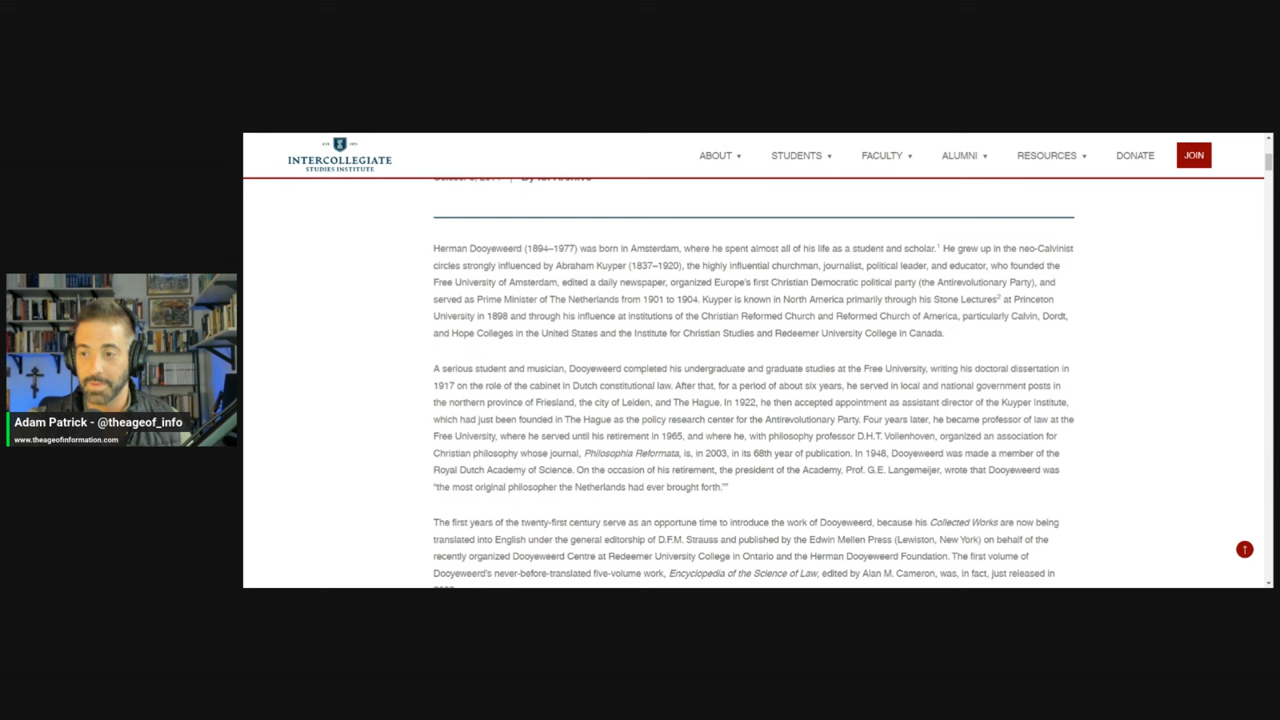 EST. 1953
INTERCOLLEGIATE
STUDIES INSTITUTE
ABOUT ▾ STUDENTS ▾ FACULTY ▾ ALUMNI ▾ RESOURCES ▾ DONATE JOIN
Herman Dooyeweerd (1894–1977) was born in Amsterdam, where he spent almost all of his life as a student and scholar.¹ He grew up in the neo-Calvinist
circles strongly influenced by Abraham Kuyper (1837–1920), the highly influential churchman, journalist, political leader, and educator, who founded the
Free University of Amsterdam, edited a daily newspaper, organized Europe's first Christian Democratic political party (the Antirevolutionary Party), and
served as Prime Minister of The Netherlands from 1901 to 1904. Kuyper is known in North America primarily through his Stone Lectures² at Princeton
University in 1898 and through his influence at institutions of the Christian Reformed Church and Reformed Church of America, particularly Calvin, Dordt,
and Hope Colleges in the United States and the Institute for Christian Studies and Redeemer University College in Canada.
A serious student and musician, Dooyeweerd completed his undergraduate and graduate studies at the Free University, writing his doctoral dissertation in
1917 on the role of the cabinet in Dutch constitutional law. After that, for a period of about six years, he served in local and national government posts in
the northern province of Friesland, the city of Leiden, and The Hague. In 1922, he then accepted appointment as assistant director of the Kuyper Institute,
which had just been founded in The Hague as the policy research center for the Antirevolutionary Party. Four years later, he became professor of law at the
Free University, where he served until his retirement in 1965, and where he, with philosophy professor D.H.T. Vollenhoven, organized an association for
Christian philosophy whose journal, Philosophia Reformata, is, in 2003, in its 68th year of publication. In 1948, Dooyeweerd was made a member of the
Royal Dutch Academy of Science. On the occasion of his retirement, the president of the Academy, Prof. G.E. Langemeijer, wrote that Dooyeweerd was
“the most original philosopher the Netherlands had ever brought forth.”³
The first years of the twenty-first century serve as an opportune time to introduce the work of Dooyeweerd, because his Collected Works are now being
translated into English under the general editorship of D.F.M. Strauss and published by the Edwin Mellen Press (Lewiston, New York) on behalf of the
recently organized Dooyeweerd Centre at Redeemer University College in Ontario and the Herman Dooyeweerd Foundation. The first volume of
Dooyeweerd's never-before-translated five-volume work, Encyclopedia of the Science of Law, edited by Alan M. Cameron, was, in fact, just released in
Adam Patrick - @theageof_info
www.theageofinformation.com